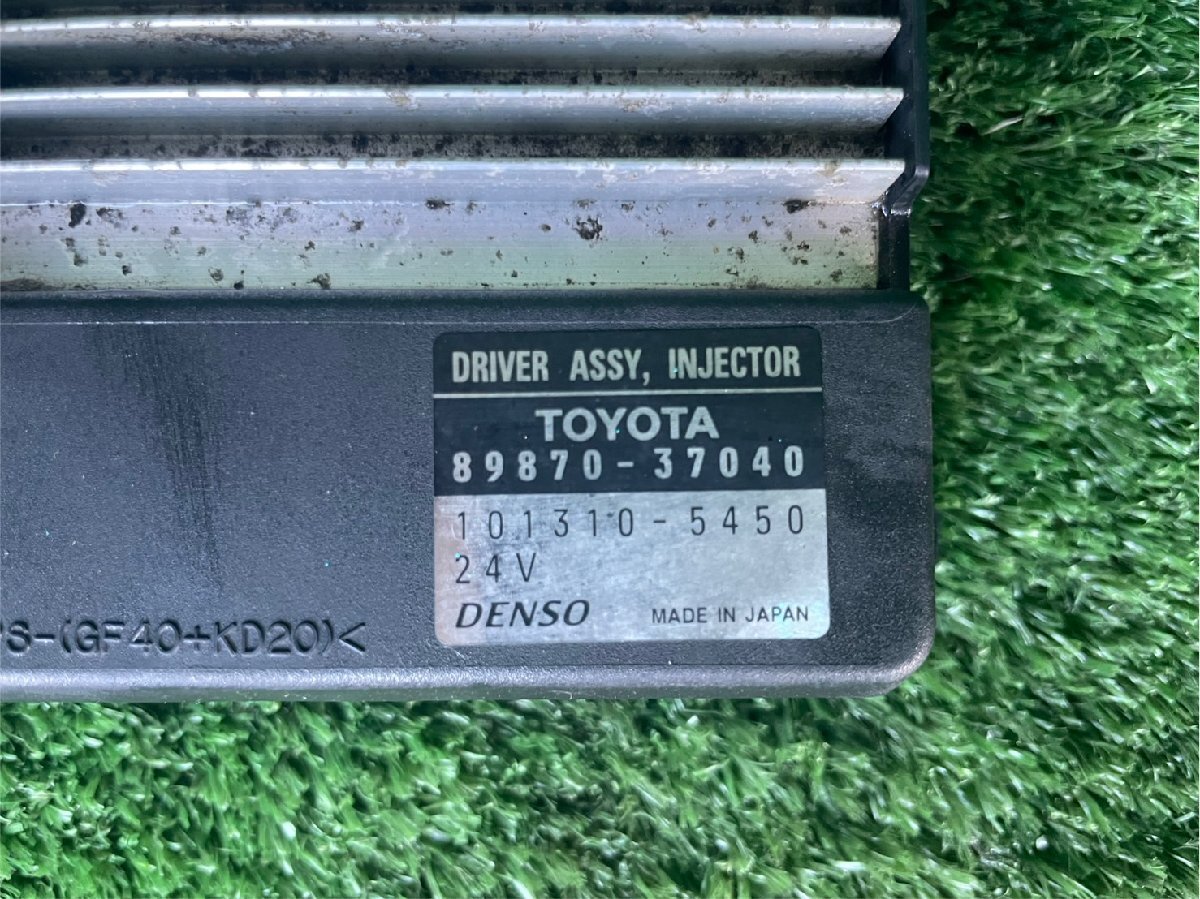 DRIVER ASSY, INJECTOR
TOYOTA
89870-37040
101310-5450
24V
DENSO MADE IN JAPAN
S-(GF40+KD20)<